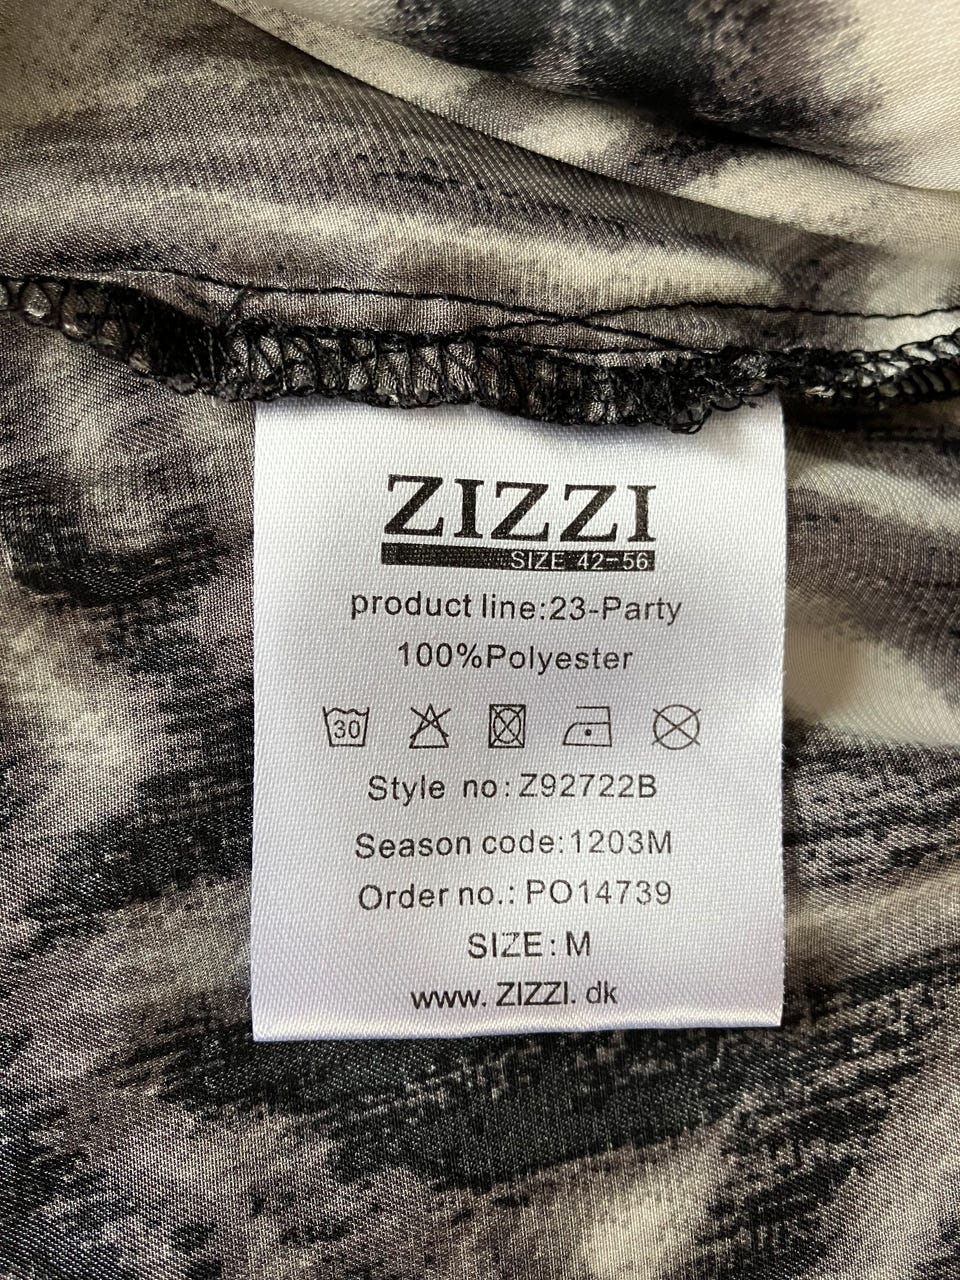 ZIZZI
SIZE 42-56
product line:23-Party
100%Polyester
30
Style no:Z92722B
Season code:1203M
Order no.: PO14739
SIZE:M
www. ZIZZI. dk